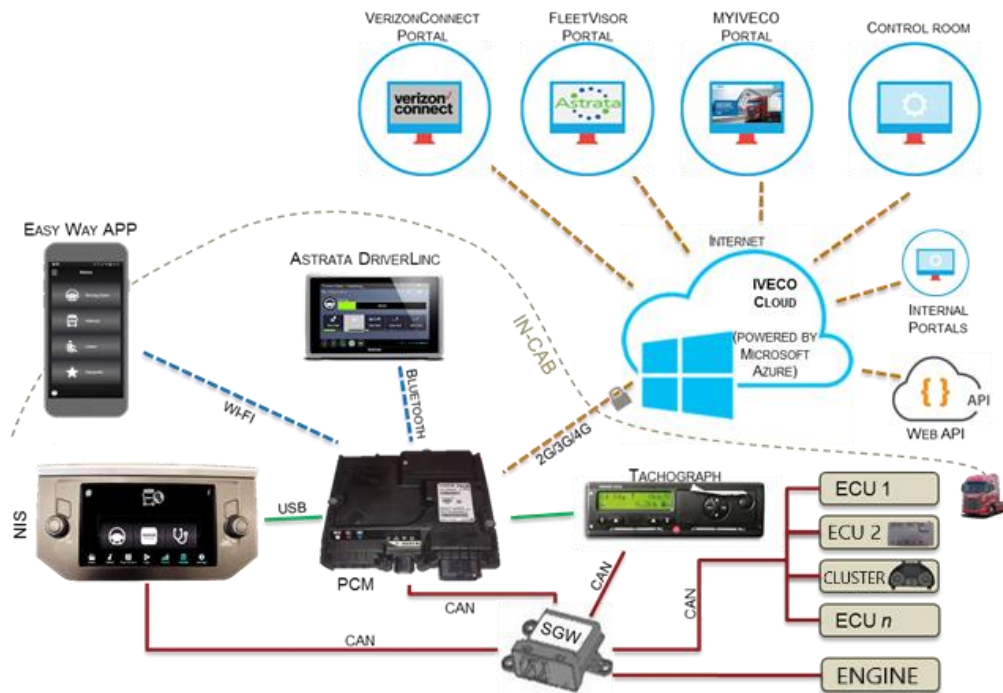 VERIZONCONNECT
PORTAL
FLEETVISOR
PORTAL
MYIVECO
PORTAL
CONTROL ROOM
verizon✓
connect
Astrata
EASY WAY APP
ASTRATA DRIVERLINC
INTERNET
IVECO
CLOUD
(POWERED BY
MICROSOFT
AZURE)
INTERNAL
PORTALS
{ }
API
WEB API
IN-CAB
WI-FI
BLUETOOTH
2G/3G/4G
TACHOGRAPH
NIS
USB
PCM
CAN
CAN
CAN
CAN
SGW
ECU 1
ECU 2
CLUSTER
ECU n
ENGINE